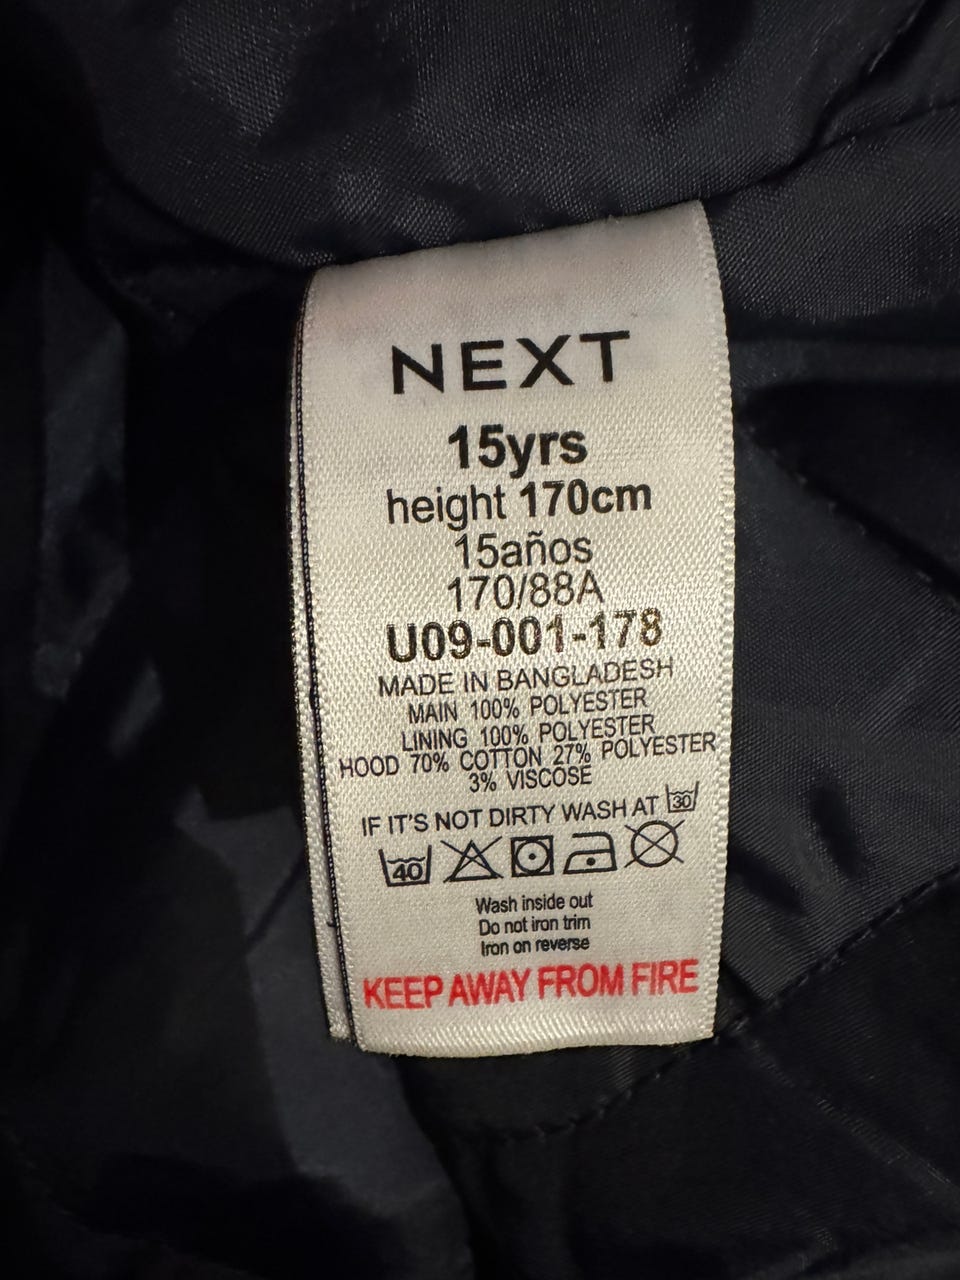 NEXT
15yrs
height 170cm
15años
170/88A
U09-001-178
MADE IN BANGLADESH
MAIN 100% POLYESTER
LINING 100% POLYESTER
HOOD 70% COTTON 27% POLYESTER
3% VISCOSE
IF IT'S NOT DIRTY WASH AT 30
40
Wash inside out
Do not iron trim
Iron on reverse
KEEP AWAY FROM FIRE